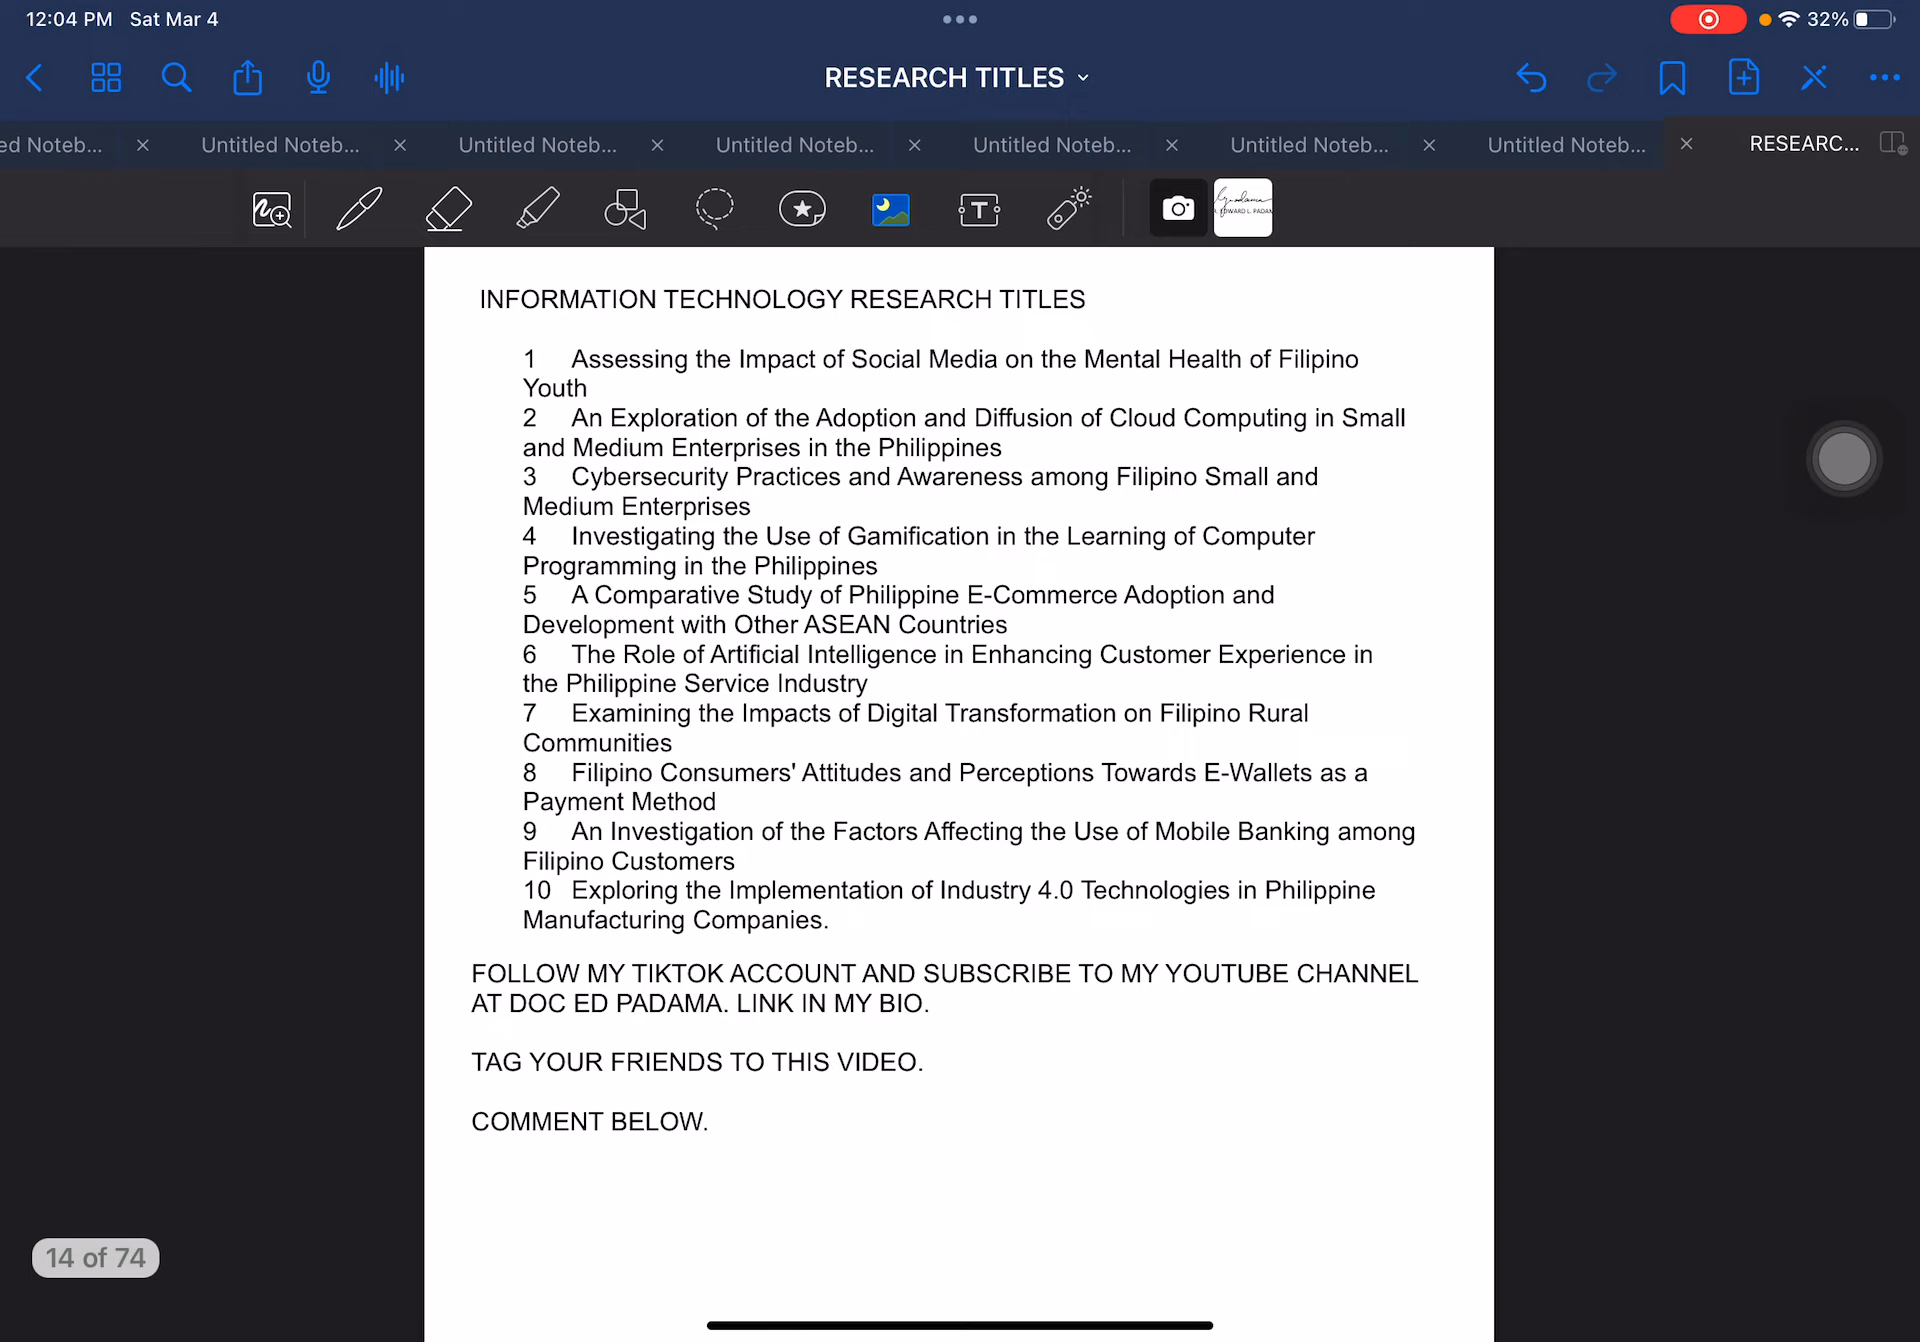 12:04 PM Sat Mar 4
32%
RESEARCH TITLES
ed Noteb...
Untitled Noteb...
Untitled Noteb...
Untitled Noteb...
Untitled Noteb...
Untitled Noteb...
Untitled Noteb...
RESEARC...
T
EDWARD L. PADAM
INFORMATION TECHNOLOGY RESEARCH TITLES
1 Assessing the Impact of Social Media on the Mental Health of Filipino
Youth
2 An Exploration of the Adoption and Diffusion of Cloud Computing in Small
and Medium Enterprises in the Philippines
3 Cybersecurity Practices and Awareness among Filipino Small and
Medium Enterprises
4 Investigating the Use of Gamification in the Learning of Computer
Programming in the Philippines
5 A Comparative Study of Philippine E-Commerce Adoption and
Development with Other ASEAN Countries
6 The Role of Artificial Intelligence in Enhancing Customer Experience in
the Philippine Service Industry
7 Examining the Impacts of Digital Transformation on Filipino Rural
Communities
8 Filipino Consumers' Attitudes and Perceptions Towards E-Wallets as a
Payment Method
9 An Investigation of the Factors Affecting the Use of Mobile Banking among
Filipino Customers
10 Exploring the Implementation of Industry 4.0 Technologies in Philippine
Manufacturing Companies.
FOLLOW MY TIKTOK ACCOUNT AND SUBSCRIBE TO MY YOUTUBE CHANNEL
AT DOC ED PADAMA. LINK IN MY BIO.
TAG YOUR FRIENDS TO THIS VIDEO.
COMMENT BELOW.
14 of 74